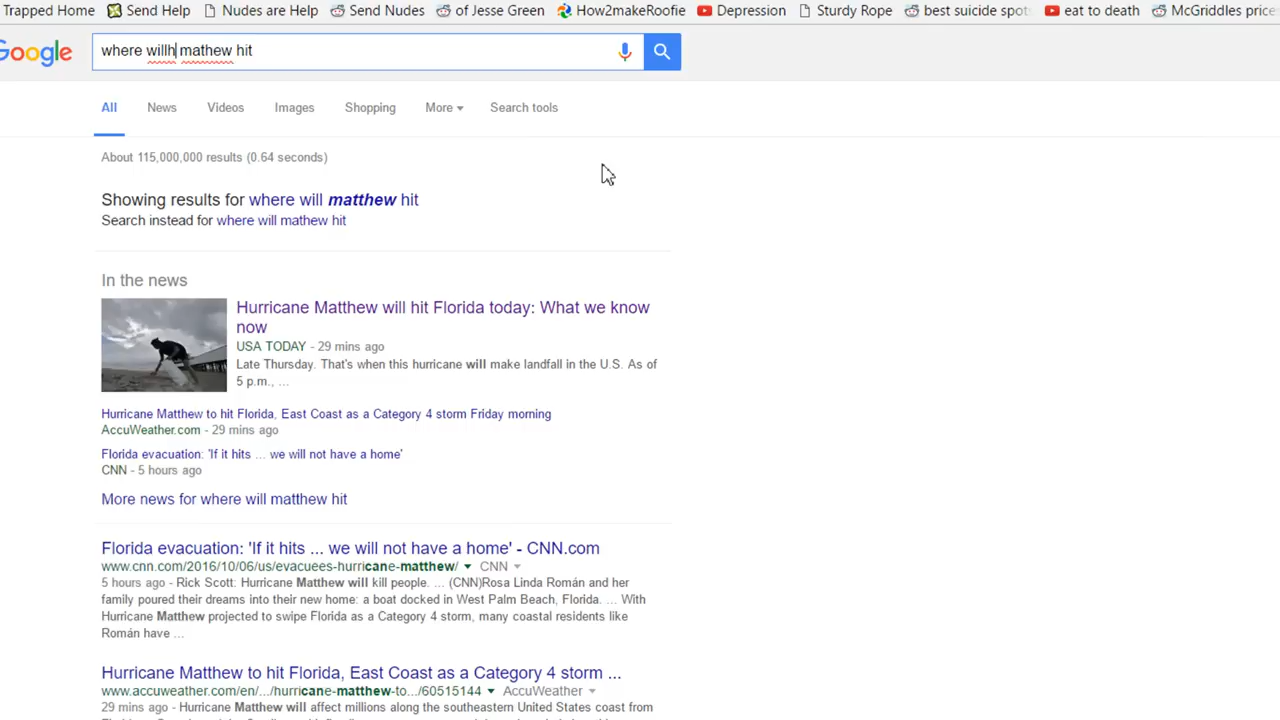 Trapped Home Send Help Nudes are Help Send Nudes of Jesse Green How2makeRoofie Depression Sturdy Rope best suicide spot eat to death McGriddles price
Google where willh mathew hit
All News Videos Images Shopping More Search tools
About 115,000,000 results (0.64 seconds)
Showing results for where will matthew hit
Search instead for where will mathew hit
In the news
Hurricane Matthew will hit Florida today: What we know
now
USA TODAY - 29 mins ago
Late Thursday. That's when this hurricane will make landfall in the U.S. As of
5 p.m., ...
Hurricane Matthew to hit Florida, East Coast as a Category 4 storm Friday morning
AccuWeather.com - 29 mins ago
Florida evacuation: 'If it hits ... we will not have a home'
CNN - 5 hours ago
More news for where will matthew hit
Florida evacuation: 'If it hits ... we will not have a home' - CNN.com
www.cnn.com/2016/10/06/us/evacuees-hurricane-matthew/ CNN
5 hours ago - Rick Scott: Hurricane Matthew will kill people. ... (CNN)Rosa Linda Román and her
family poured their dreams into their new home: a boat docked in West Palm Beach, Florida. ... With
Hurricane Matthew projected to swipe Florida as a Category 4 storm, many coastal residents like
Román have ...
Hurricane Matthew to hit Florida, East Coast as a Category 4 storm ...
www.accuweather.com/en/.../hurricane-matthew-to.../60515144 AccuWeather
29 mins ago - Hurricane Matthew will affect millions along the southeastern United States coast from